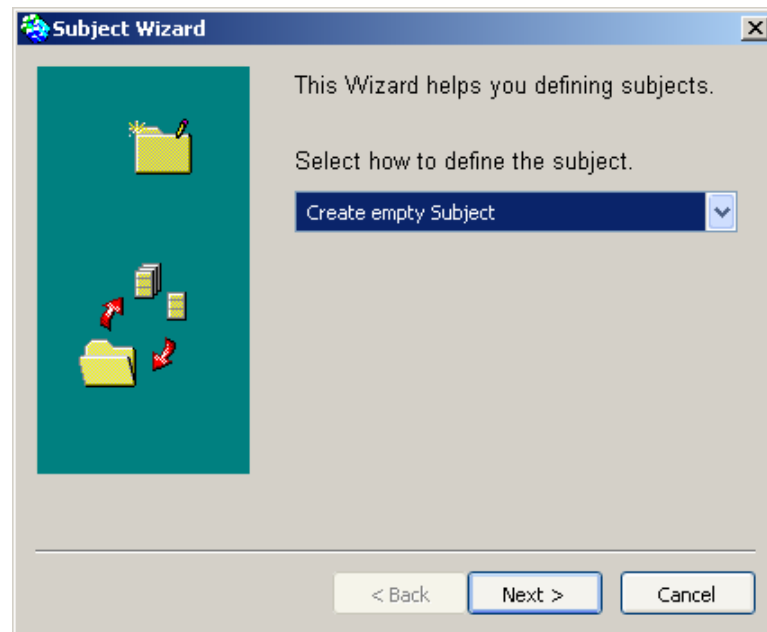 Subject Wizard
This Wizard helps you defining subjects.
Select how to define the subject.
Create empty Subject
< Back
Next >
Cancel